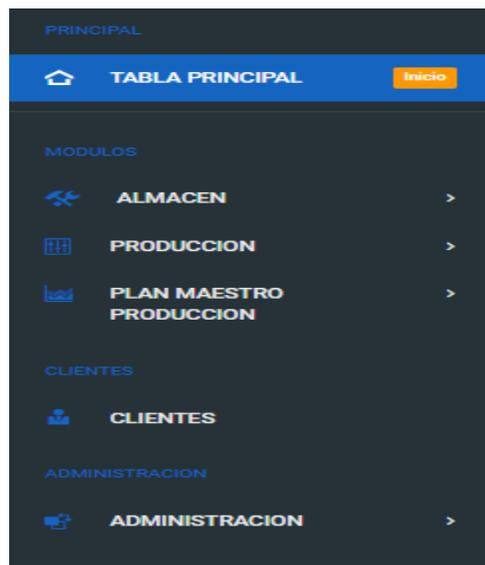 PRINCIPAL
TABLA PRINCIPAL Inicio
MODULOS
ALMACEN
PRODUCCION
PLAN MAESTRO
PRODUCCION
CLIENTES
CLIENTES
ADMINISTRACION
ADMINISTRACION